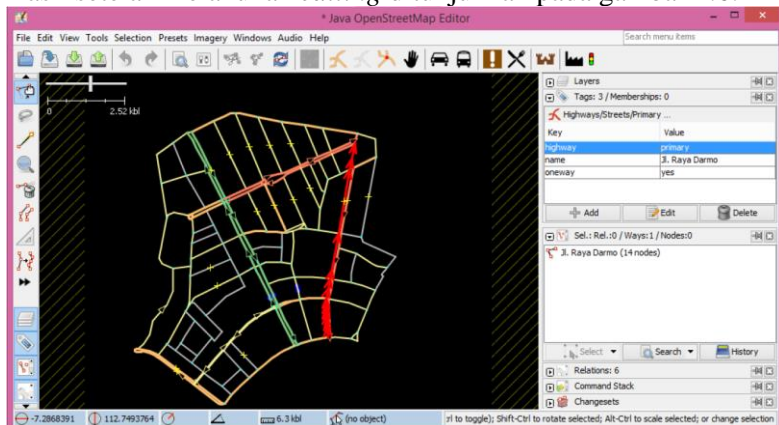 * Java OpenStreetMap Editor
File Edit View Tools Selection Presets Imagery Windows Audio Help
Search menu items
0 2.52 kbl
Layers
Tags: 3 / Memberships: 0
Highways/Streets/Primary ...
Key Value
highway primary
name Jl. Raya Darmo
oneway yes
Add Edit Delete
Sel.: Rel.:0 / Ways:1 / Nodes:0
Jl. Raya Darmo (14 nodes)
Select Search History
Relations: 6
Command Stack
Changesets
-7.2868391 112.7493764 6.3 kbl (no object) rl to toggle); Shift-Ctrl to rotate selected; Alt-Ctrl to scale selected; or change selection